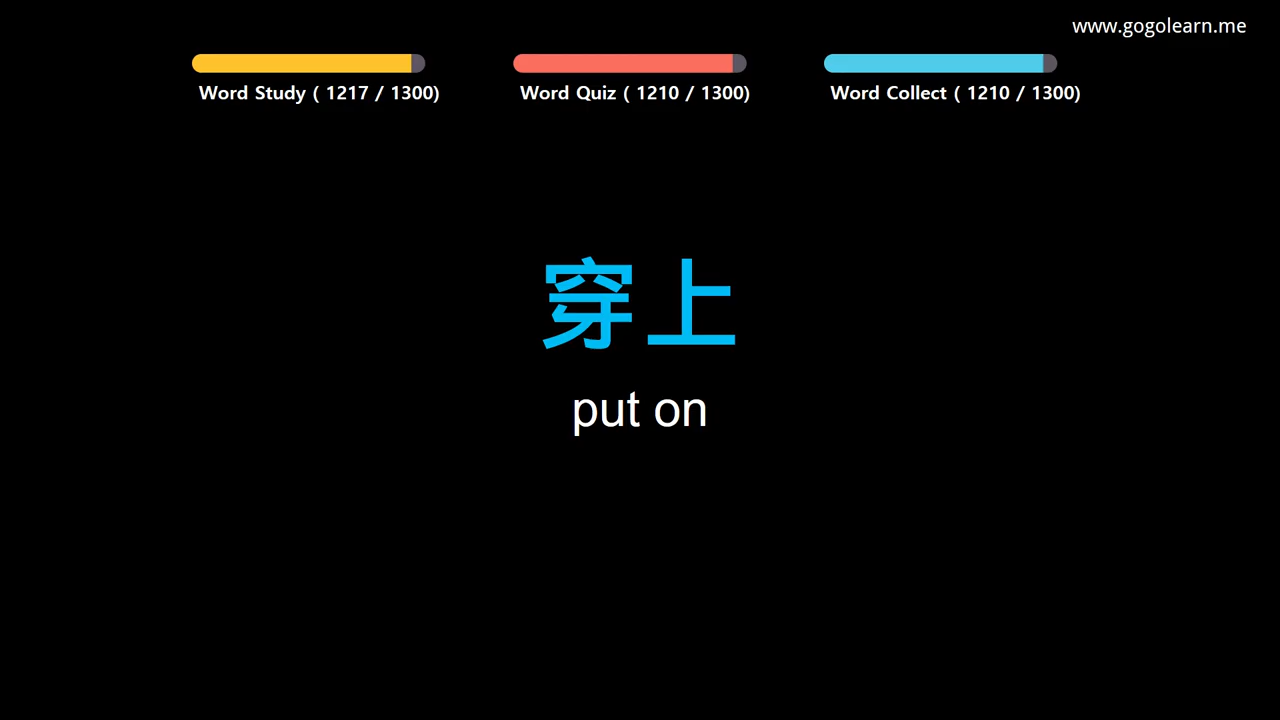 www.gogolearn.me
Word Study ( 1217 / 1300)
Word Quiz ( 1210 / 1300)
Word Collect ( 1210 / 1300)
穿上
put on